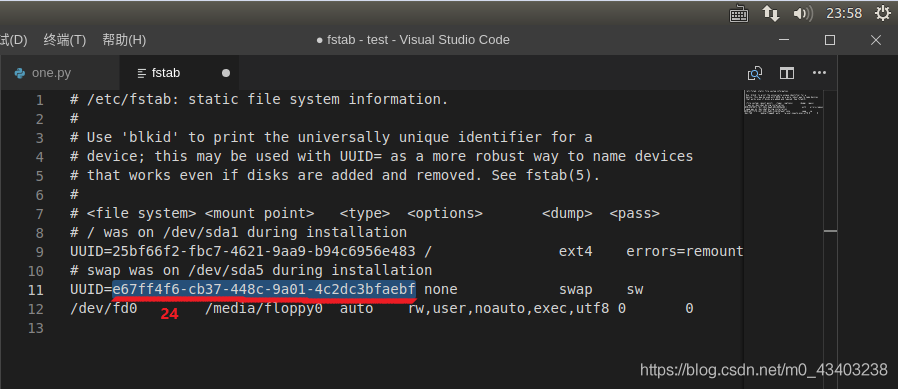 23:58
试(D) 终端(T) 帮助(H) ● fstab - test - Visual Studio Code
one.py fstab
1 # /etc/fstab: static file system information.
2 #
3 # Use 'blkid' to print the universally unique identifier for a
4 # device; this may be used with UUID= as a more robust way to name devices
5 # that works even if disks are added and removed. See fstab(5).
6 #
7 # <file system> <mount point> <type> <options> <dump> <pass>
8 # / was on /dev/sda1 during installation
9 UUID=25bf66f2-fbc7-4621-9aa9-b94c6956e483 / ext4 errors=remount
10 # swap was on /dev/sda5 during installation
11 UUID=e67ff4f6-cb37-448c-9a01-4c2dc3bfaebf none swap sw
12 /dev/fd0 /media/floppy0 auto rw,user,noauto,exec,utf8 0 0
24
13
https://blog.csdn.net/m0_43403238